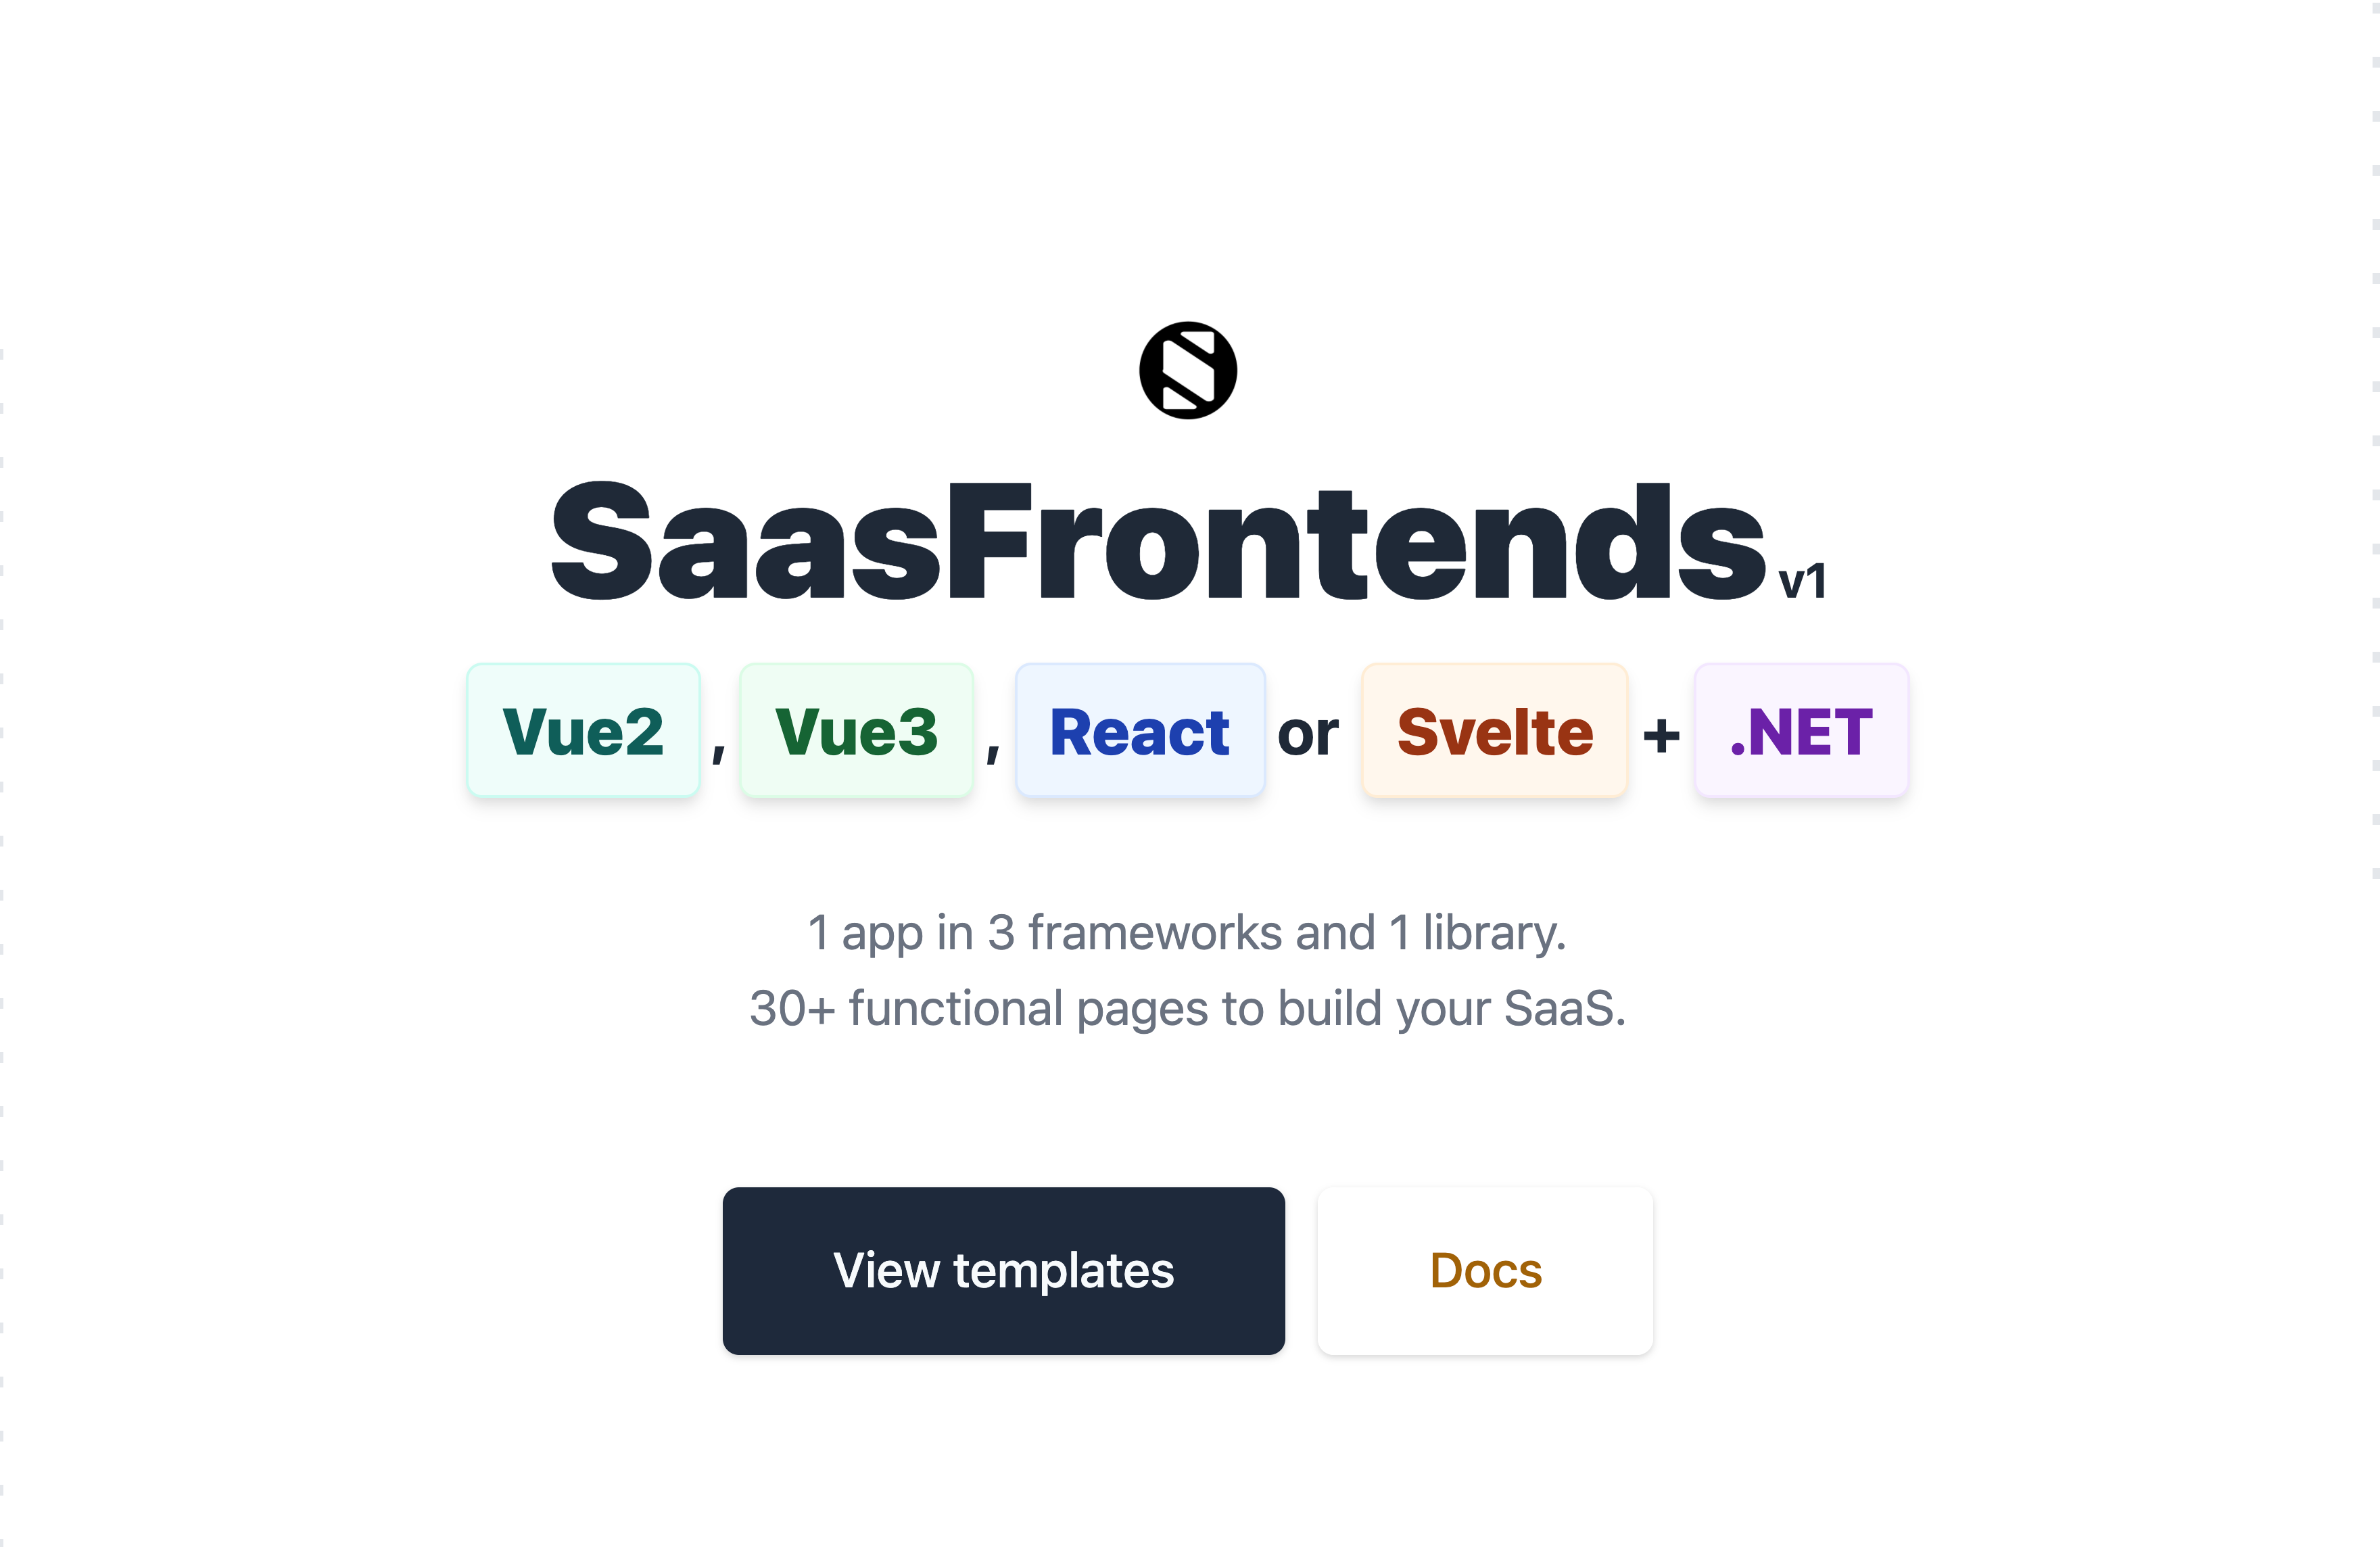 SaasFrontends v1
Vue2 , Vue3 , React or Svelte + .NET
1 app in 3 frameworks and 1 library.
30+ functional pages to build your SaaS.
View templates Docs